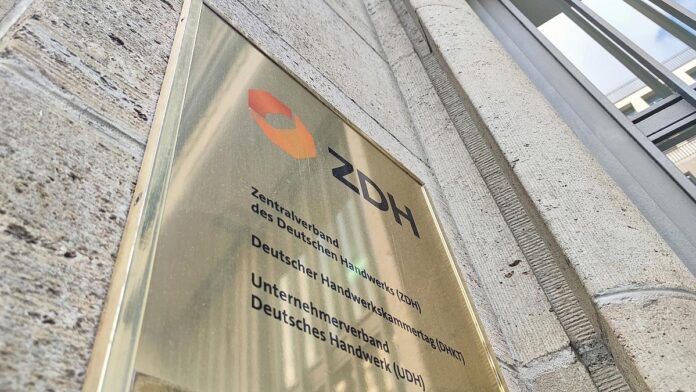 ZDH
Zentralverband
des Deutschen Handwerks (ZDH)
Deutscher Handwerkskammertag (DHKT)
Unternehmerverband
Deutsches Handwerk (UDH)